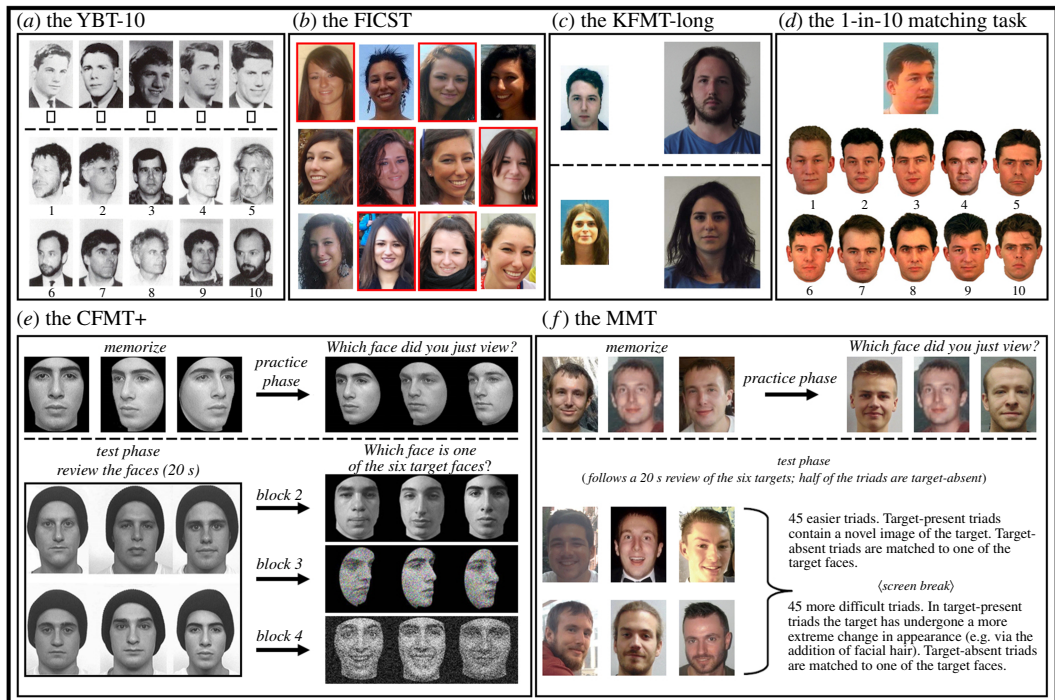 (a) the YBT-10
1 2 3 4 5
6 7 8 9 10
(b) the FICST
(c) the KFMT-long
(d) the 1-in-10 matching task
1 2 3 4 5
6 7 8 9 10
(e) the CFMT+
memorize
practice
phase
Which face did you just view?
test phase
review the faces (20 s)
Which face is one
of the six target faces?
block 2
block 3
block 4
(f) the MMT
memorize
practice phase
Which face did you just view?
test phase
(follows a 20 s review of the six targets; half of the triads are target-absent)
45 easier triads. Target-present triads
contain a novel image of the target. Target-
absent triads are matched to one of the
target faces.
⟨screen break⟩
45 more difficult triads. In target-present
triads the target has undergone a more
extreme change in appearance (e.g. via the
addition of facial hair). Target-absent triads
are matched to one of the target faces.